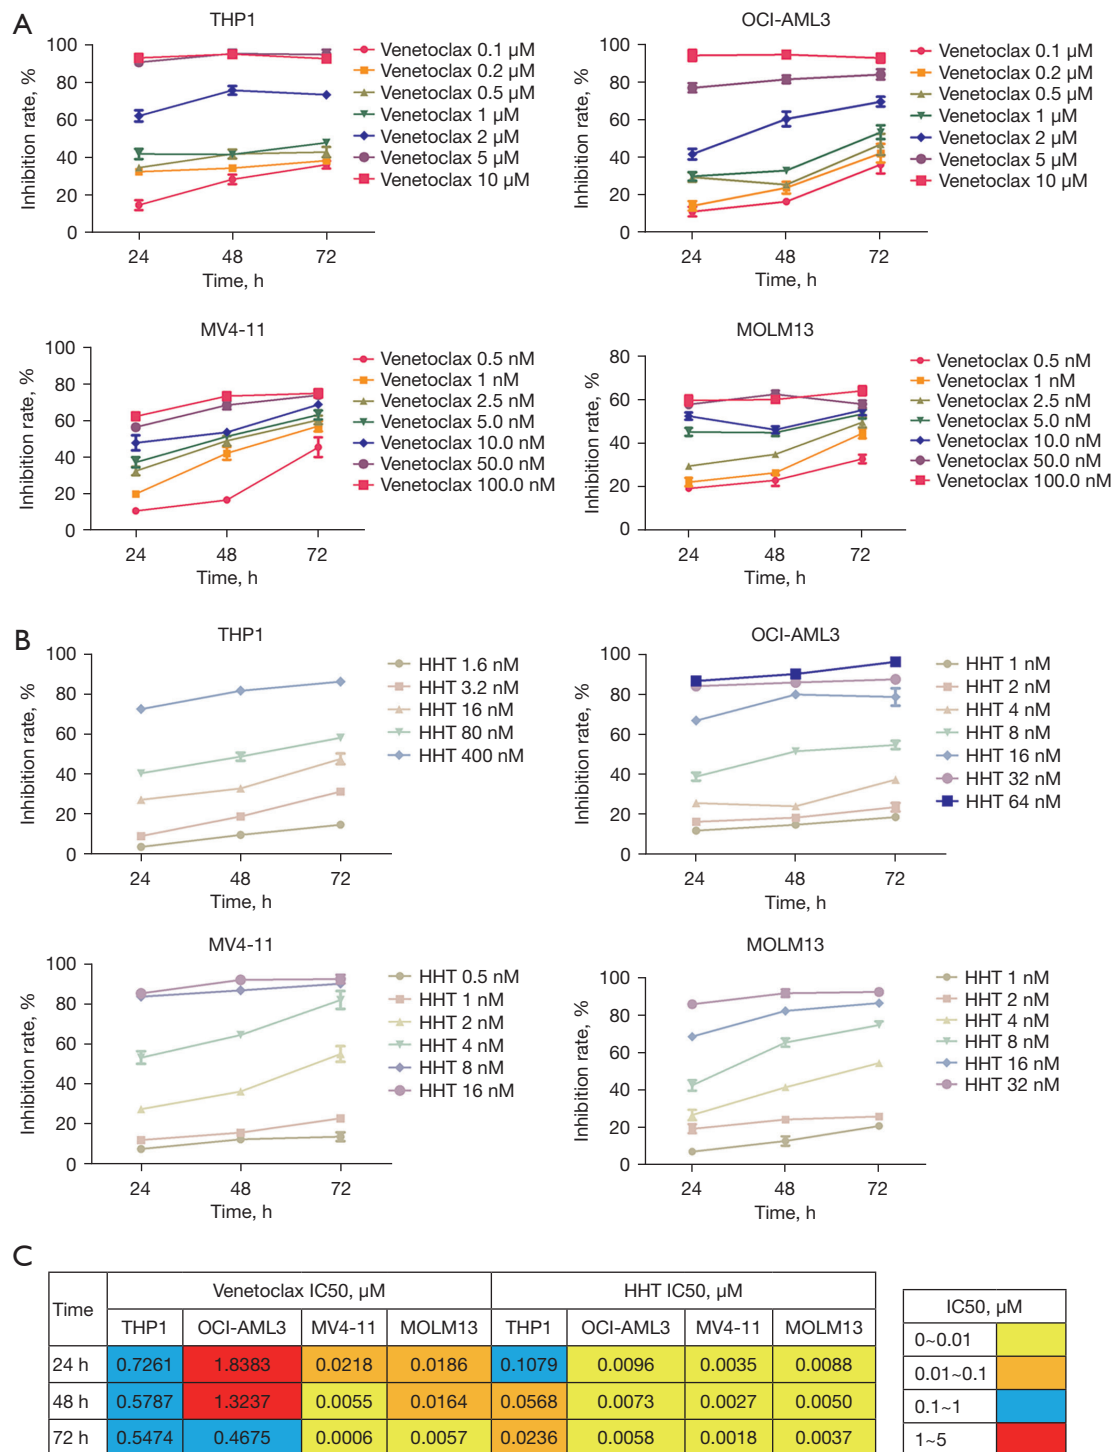 A
THP1
Inhibition rate, %
100
80
60
40
20
0
24 48 72
Time, h
Venetoclax 0.1 µM
Venetoclax 0.2 µM
Venetoclax 0.5 µM
Venetoclax 1 µM
Venetoclax 2 µM
Venetoclax 5 µM
Venetoclax 10 µM
OCI-AML3
Inhibition rate, %
100
80
60
40
20
0
24 48 72
Time, h
Venetoclax 0.1 µM
Venetoclax 0.2 µM
Venetoclax 0.5 µM
Venetoclax 1 µM
Venetoclax 2 µM
Venetoclax 5 µM
Venetoclax 10 µM
MV4-11
Inhibition rate, %
100
80
60
40
20
0
24 48 72
Time, h
Venetoclax 0.5 nM
Venetoclax 1 nM
Venetoclax 2.5 nM
Venetoclax 5.0 nM
Venetoclax 10.0 nM
Venetoclax 50.0 nM
Venetoclax 100.0 nM
MOLM13
Inhibition rate, %
80
60
40
20
0
24 48 72
Time, h
Venetoclax 0.5 nM
Venetoclax 1 nM
Venetoclax 2.5 nM
Venetoclax 5.0 nM
Venetoclax 10.0 nM
Venetoclax 50.0 nM
Venetoclax 100.0 nM
B
THP1
Inhibition rate, %
100
80
60
40
20
0
24 48 72
Time, h
HHT 1.6 nM
HHT 3.2 nM
HHT 16 nM
HHT 80 nM
HHT 400 nM
OCI-AML3
Inhibition rate, %
100
80
60
40
20
0
24 48 72
Time, h
HHT 1 nM
HHT 2 nM
HHT 4 nM
HHT 8 nM
HHT 16 nM
HHT 32 nM
HHT 64 nM
MV4-11
Inhibition rate, %
100
80
60
40
20
0
24 48 72
Time, h
HHT 0.5 nM
HHT 1 nM
HHT 2 nM
HHT 4 nM
HHT 8 nM
HHT 16 nM
MOLM13
Inhibition rate, %
100
80
60
40
20
0
24 48 72
Time, h
HHT 1 nM
HHT 2 nM
HHT 4 nM
HHT 8 nM
HHT 16 nM
HHT 32 nM
C
Time Venetoclax IC50, µM HHT IC50, µM
THP1 OCI-AML3 MV4-11 MOLM13 THP1 OCI-AML3 MV4-11 MOLM13
24 h 0.7261 1.8383 0.0218 0.0186 0.1079 0.0096 0.0035 0.0088
48 h 0.5787 1.3237 0.0055 0.0164 0.0568 0.0073 0.0027 0.0050
72 h 0.5474 0.4675 0.0006 0.0057 0.0236 0.0058 0.0018 0.0037
IC50, µM
0~0.01
0.01~0.1
0.1~1
1~5